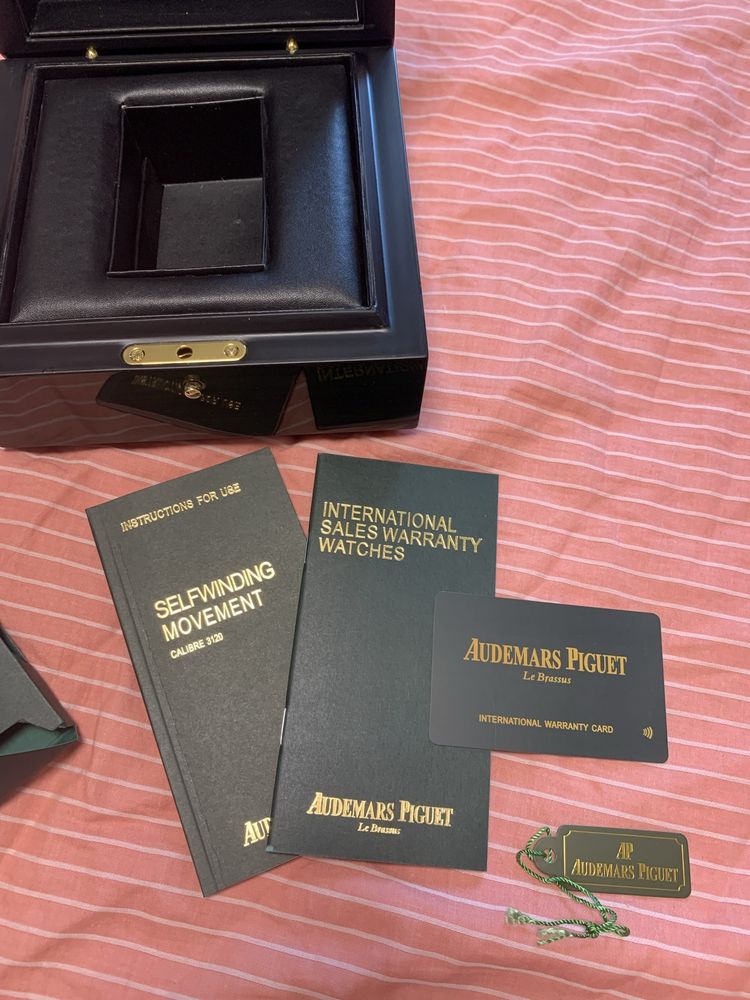 INSTRUCTIONS FOR USE
SELFWINDING
MOVEMENT
CALIBRE 3120
INTERNATIONAL
SALES WARRANTY
WATCHES
AUDEMARS PIGUET
Le Brassus
AUDEMARS PIGUET
Le Brassus
INTERNATIONAL WARRANTY CARD
AP
AUDEMARS PIGUET